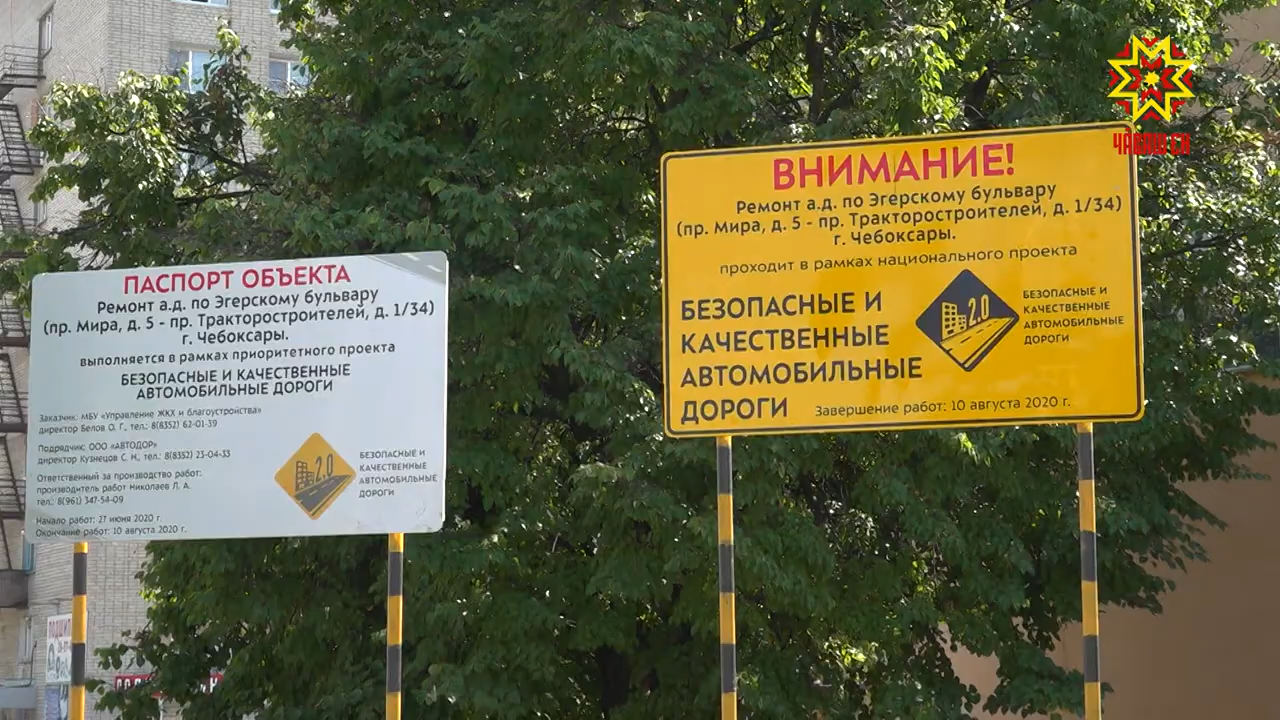 ПАСПОРТ ОБЪЕКТА
Ремонт а.д. по Эгерскому бульвару
(пр. Мира, д. 5 - пр. Тракторостроителей, д. 1/34)
г. Чебоксары.
выполняется в рамках приоритетного проекта
БЕЗОПАСНЫЕ И КАЧЕСТВЕННЫЕ
АВТОМОБИЛЬНЫЕ ДОРОГИ
Заказчик: МБУ «Управление ЖКХ и благоустройства»
директор Белов О. Г., тел.: 8(8352) 62-01-39
Подрядчик: ООО «АВТОДОР»
директор Кузнецов С. Н., тел.: 8(8352) 23-04-33
Ответственный за производство работ:
производитель работ Николаев Л. А.
тел.: 8(961) 347-54-09
Начало работ: 27 июня 2020 г.
Окончание работ: 10 августа 2020 г.
2.0
БЕЗОПАСНЫЕ И
КАЧЕСТВЕННЫЕ
АВТОМОБИЛЬНЫЕ
ДОРОГИ
ВНИМАНИЕ!
Ремонт а.д. по Эгерскому бульвару
(пр. Мира, д. 5 - пр. Тракторостроителей, д. 1/34)
г. Чебоксары.
проходит в рамках национального проекта
БЕЗОПАСНЫЕ И
КАЧЕСТВЕННЫЕ
АВТОМОБИЛЬНЫЕ
ДОРОГИ
2.0
БЕЗОПАСНЫЕ И
КАЧЕСТВЕННЫЕ
АВТОМОБИЛЬНЫЕ
ДОРОГИ
Завершение работ: 10 августа 2020 г.
ЧӐВАШ ЕН